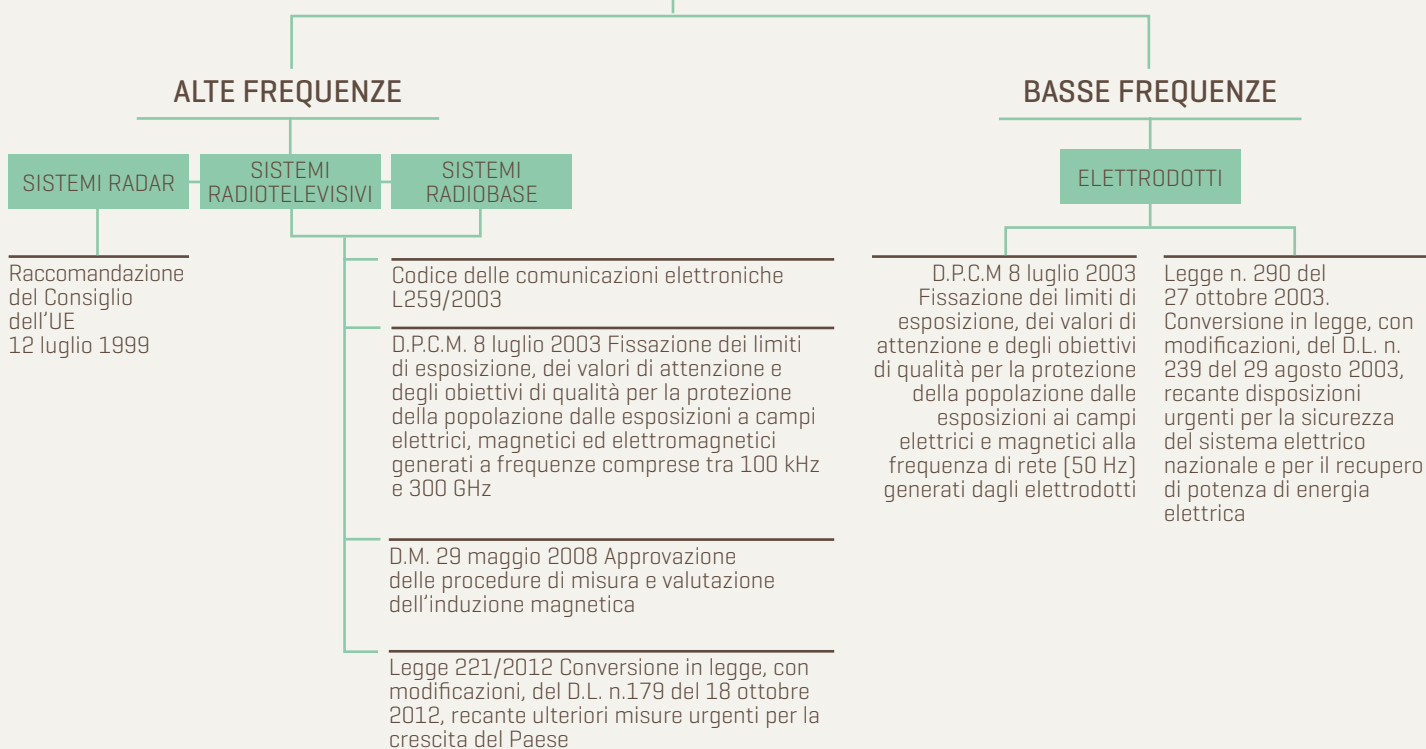 ALTE FREQUENZE
BASSE FREQUENZE
SISTEMI RADAR
SISTEMI
RADIOTELEVISIVI
SISTEMI
RADIOBASE
ELETTRODOTTI
Raccomandazione
del Consiglio
dell'UE
12 luglio 1999
Codice delle comunicazioni elettroniche
L259/2003
D.P.C.M. 8 luglio 2003 Fissazione dei limiti
di esposizione, dei valori di attenzione e
degli obiettivi di qualità per la protezione
della popolazione dalle esposizioni a campi
elettrici, magnetici ed elettromagnetici
generati a frequenze comprese tra 100 kHz
e 300 GHz
D.M. 29 maggio 2008 Approvazione
delle procedure di misura e valutazione
dell'induzione magnetica
Legge 221/2012 Conversione in legge, con
modificazioni, del D.L. n.179 del 18 ottobre
2012, recante ulteriori misure urgenti per la
crescita del Paese
D.P.C.M 8 luglio 2003
Fissazione dei limiti di
esposizione, dei valori di
attenzione e degli obiettivi
di qualità per la protezione
della popolazione dalle
esposizioni ai campi
elettrici e magnetici alla
frequenza di rete (50 Hz)
generati dagli elettrodotti
Legge n. 290 del
27 ottobre 2003.
Conversione in legge, con
modificazioni, del D.L. n.
239 del 29 agosto 2003,
recante disposizioni
urgenti per la sicurezza
del sistema elettrico
nazionale e per il recupero
di potenza di energia
elettrica